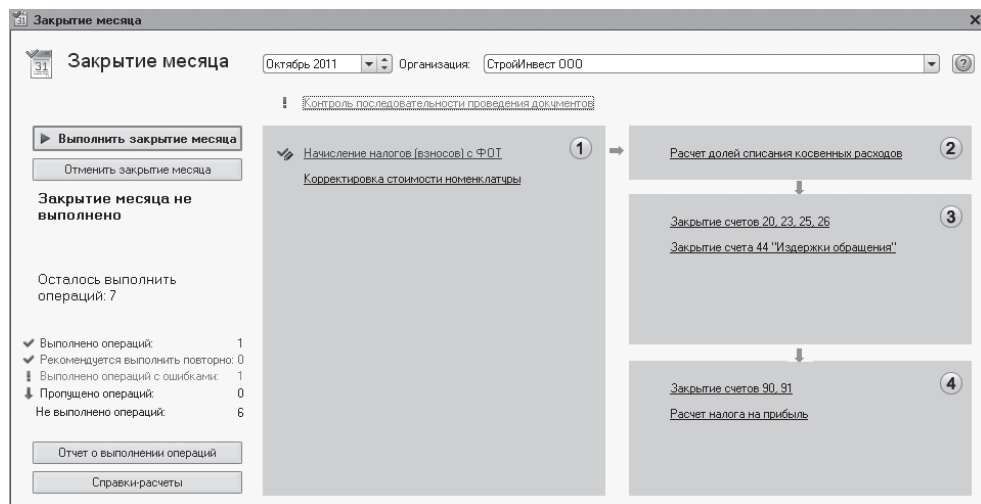 Закрытие месяца
Закрытие месяца
Октябрь 2011
Организация:
СтройИнвест ООО
Контроль последовательности проведения документов
Выполнить закрытие месяца
Отменить закрытие месяца
Закрытие месяца не
выполнено
Осталось выполнить
операций: 7
Выполнено операций: 1
Рекомендуется выполнить повторно: 0
Выполнено операций с ошибками: 1
Пропущено операций: 0
Не выполнено операций: 6
Отчет о выполнении операций
Справки-расчеты
Начисление налогов (взносов) с ФОТ
1
Корректировка стоимости номенклатуры
Расчет долей списания косвенных расходов
2
Закрытие счетов 20, 23, 25, 26
3
Закрытие счета 44 "Издержки обращения"
Закрытие счетов 90, 91
4
Расчет налога на прибыль